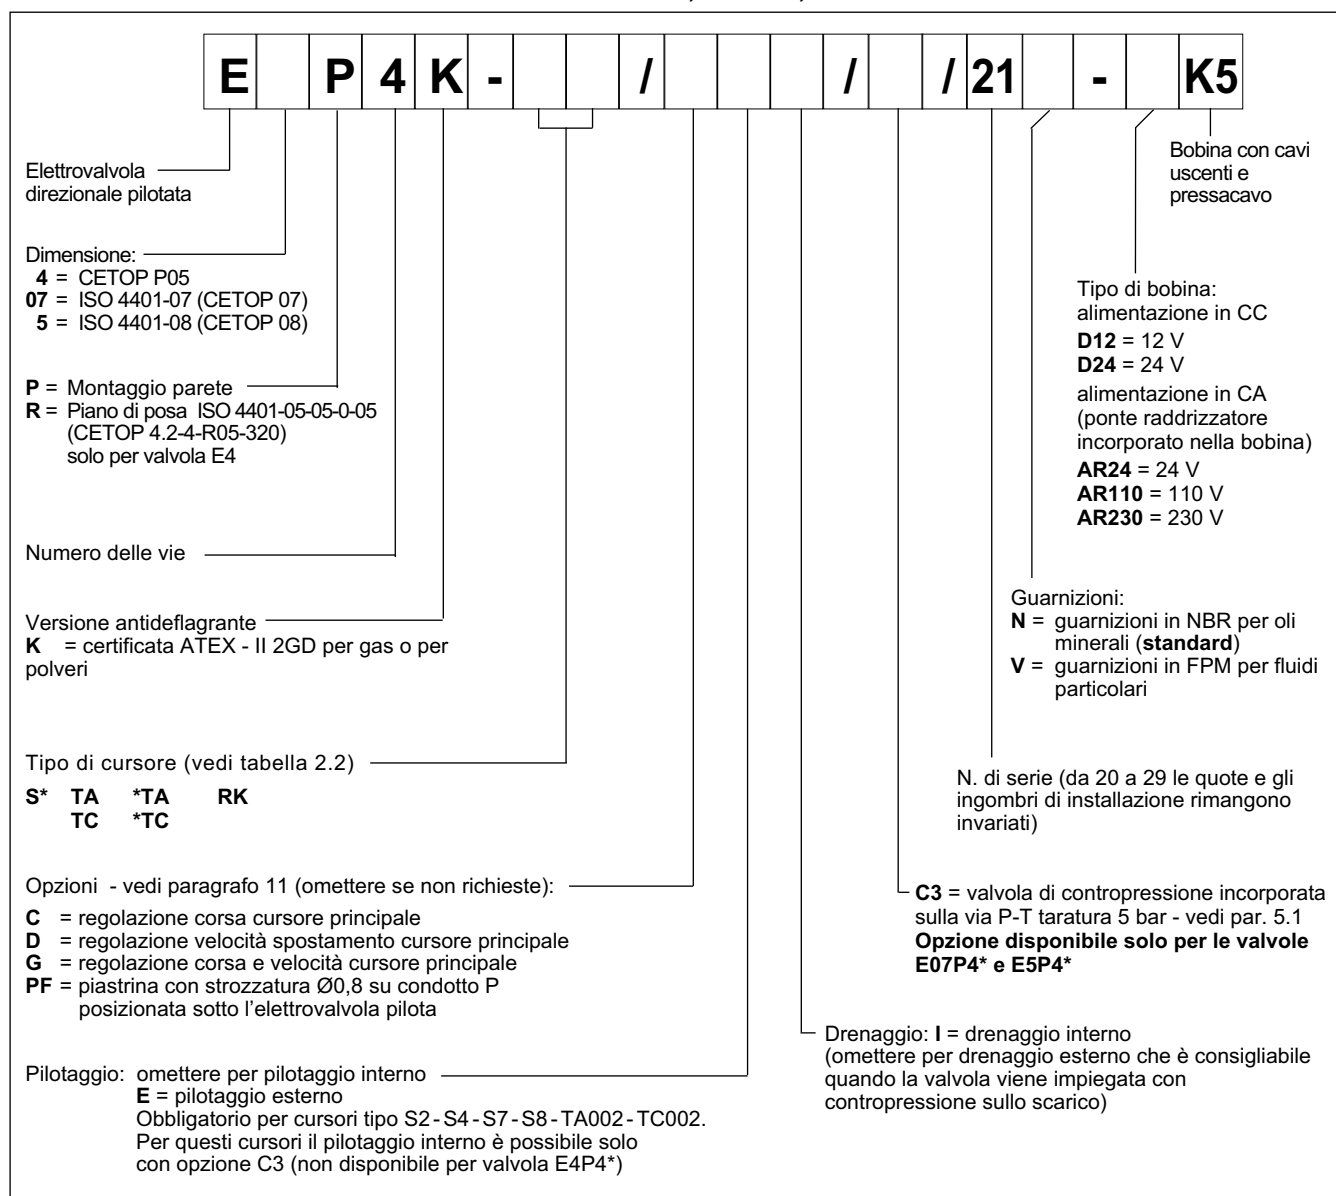 E P 4 K - / / / 21 - K5
Elettrovalvola
direzionale pilotata
Dimensione:
4 = CETOP P05
07 = ISO 4401-07 (CETOP 07)
5 = ISO 4401-08 (CETOP 08)
P = Montaggio parete
R = Piano di posa ISO 4401-05-05-0-05
(CETOP 4.2-4-R05-320)
solo per valvola E4
Numero delle vie
Versione antideflagrante
K = certificata ATEX - II 2GD per gas o per
polveri
Tipo di cursore (vedi tabella 2.2)
S* TA *TA RK
TC *TC
Opzioni - vedi paragrafo 11 (omettere se non richieste):
C = regolazione corsa cursore principale
D = regolazione velocità spostamento cursore principale
G = regolazione corsa e velocità cursore principale
PF = piastrina con strozzatura Ø0,8 su condotto P
posizionata sotto l'elettrovalvola pilota
Pilotaggio: omettere per pilotaggio interno
E = pilotaggio esterno
Obbligatorio per cursori tipo S2 - S4 - S7 - S8 - TA002 - TC002.
Per questi cursori il pilotaggio interno è possibile solo
con opzione C3 (non disponibile per valvola E4P4*)
Bobina con cavi
uscenti e
pressacavo
Tipo di bobina:
alimentazione in CC
D12 = 12 V
D24 = 24 V
alimentazione in CA
(ponte raddrizzatore
incorporato nella bobina)
AR24 = 24 V
AR110 = 110 V
AR230 = 230 V
Guarnizioni:
N = guarnizioni in NBR per oli
minerali (standard)
V = guarnizioni in FPM per fluidi
particolari
N. di serie (da 20 a 29 le quote e gli
ingombri di installazione rimangono
invariati)
C3 = valvola di contropressione incorporata
sulla via P-T taratura 5 bar - vedi par. 5.1
Opzione disponibile solo per le valvole
E07P4* e E5P4*
Drenaggio: I = drenaggio interno
(omettere per drenaggio esterno che è consigliabile
quando la valvola viene impiegata con
contropressione sullo scarico)